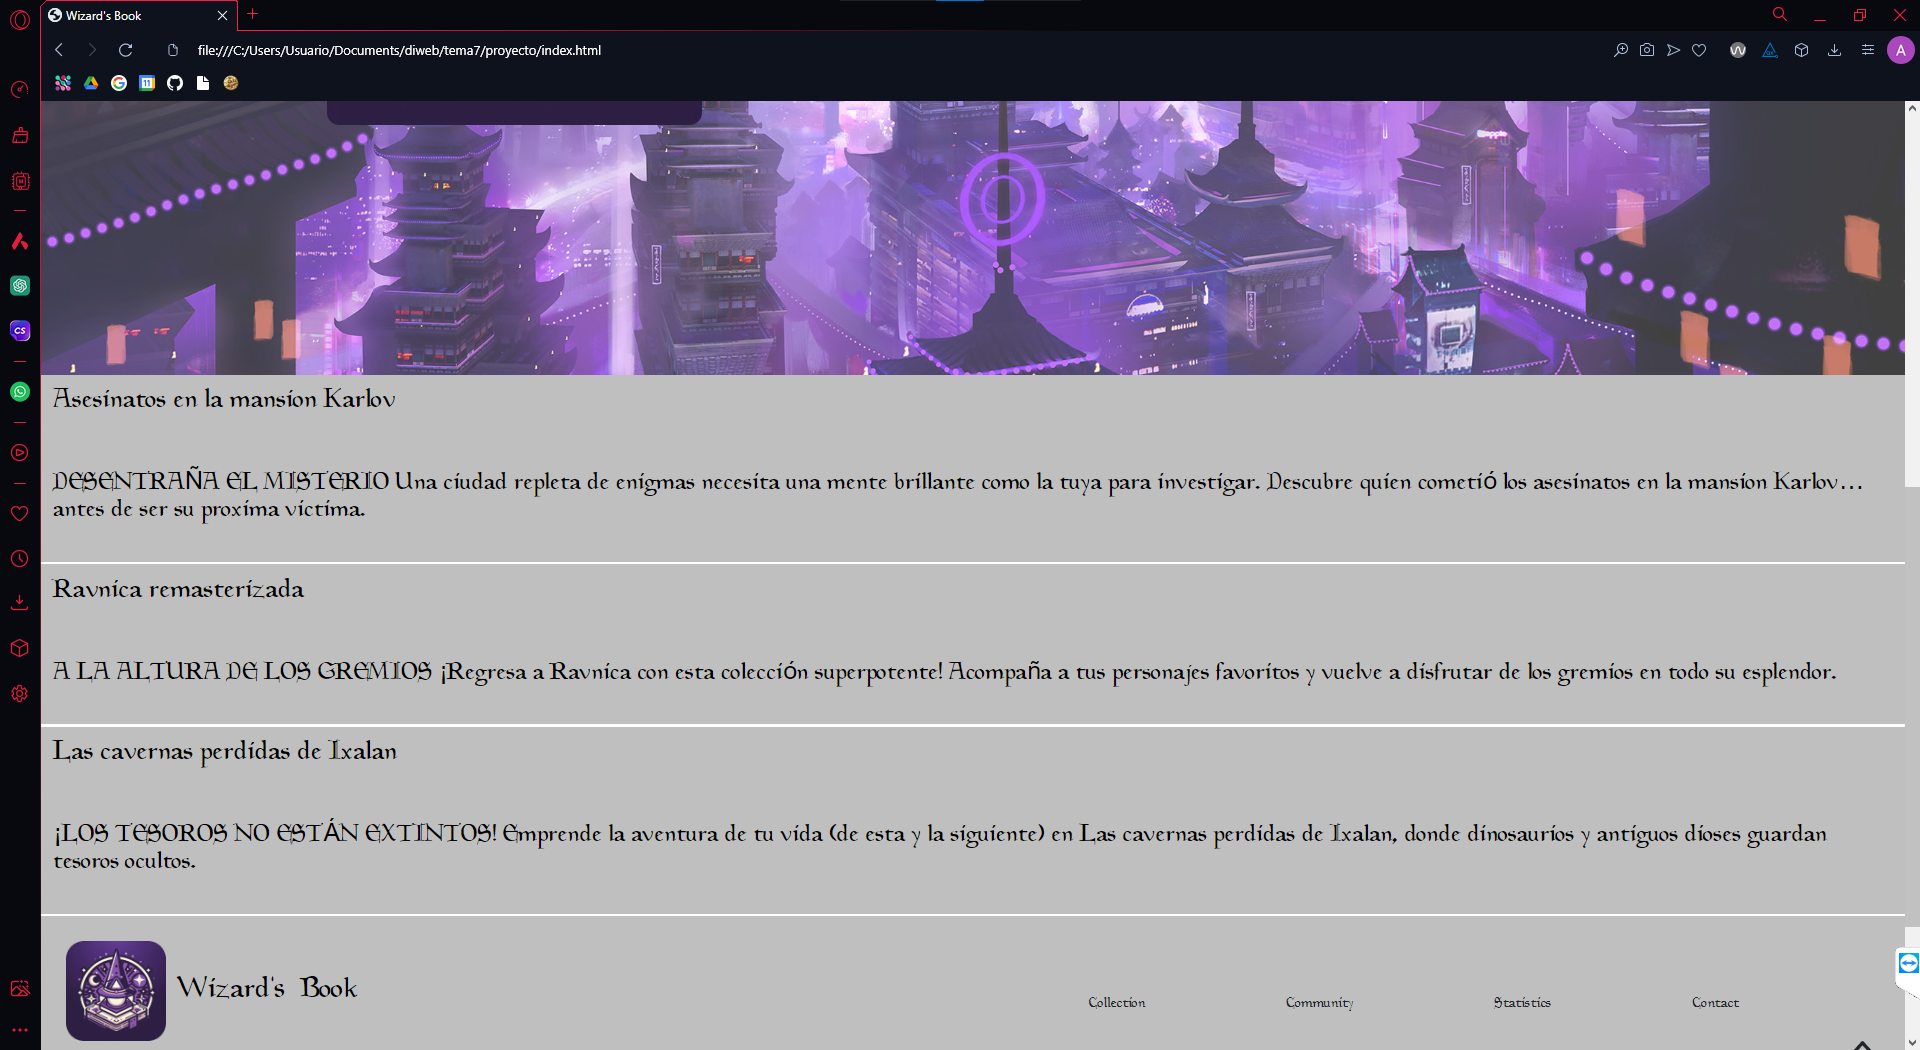 Wizard's Book
file:///C:/Users/Usuario/Documents/diweb/tema7/proyecto/index.html
A
11
CS
Asesinatos en la mansion Karlov
DESENTRAÑA EL MISTERIO Una ciudad repleta de enigmas necesita una mente brillante como la tuya para investigar. Descubre quien cometió los asesinatos en la mansion Karlov…
antes de ser su proxima victima.
Ravnica remasterizada
A LA ALTURA DE LOS GREMIOS ¡Regresa a Ravnica con esta colección superpotente! Acompaña a tus personajes favoritos y vuelve a disfrutar de los gremios en todo su esplendor.
Las cavernas perdidas de Ixalan
¡LOS TESOROS NO ESTÁN EXTINTOS! Emprende la aventura de tu vida (de esta y la siguiente) en Las cavernas perdidas de Ixalan, donde dinosaurios y antiguos dioses guardan
tesoros ocultos.
Wizard's Book
Collection
Community
Statistics
Contact